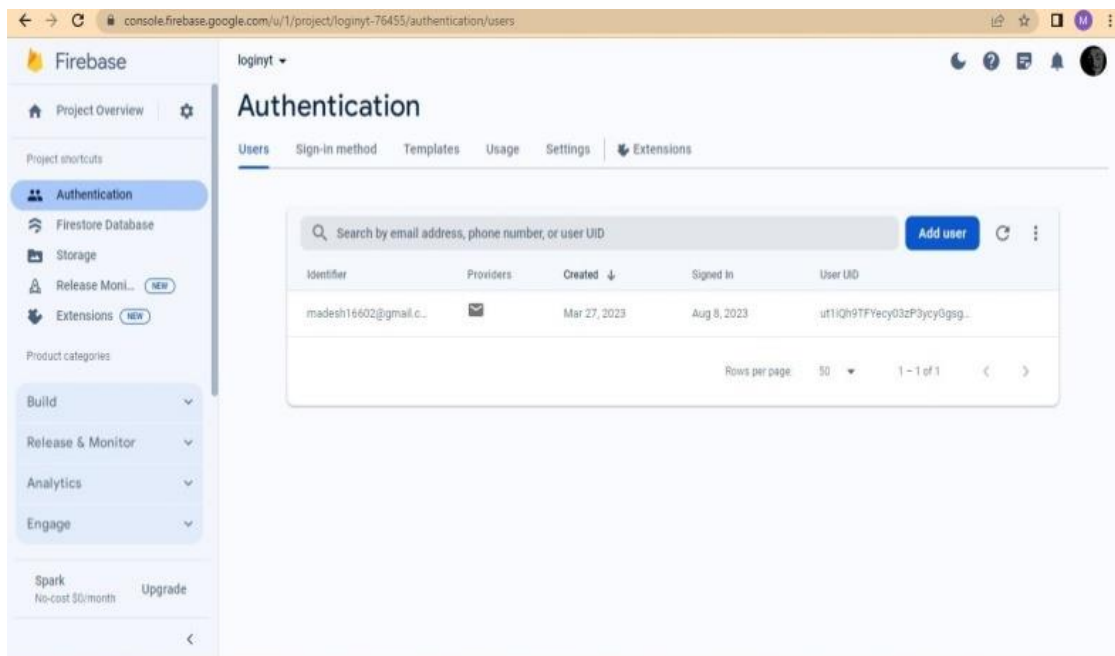 console.firebase.google.com/u/1/project/loginyt-76455/authentication/users
M
Firebase
loginyt
Project Overview
Authentication
Project shortcuts
Users Sign-in method Templates Usage Settings Extensions
Authentication
Firestore Database
Search by email address, phone number, or user UID
Add user
Storage
Release Moni... NEW
Identifier Providers Created Signed In User UID
Extensions NEW
madesh16602@gmail.c... Mar 27, 2023 Aug 8, 2023
Product categories
Rows per page: 50 1 – 1 of 1
Build
Release & Monitor
Analytics
Engage
Spark
No-cost $0/month
Upgrade